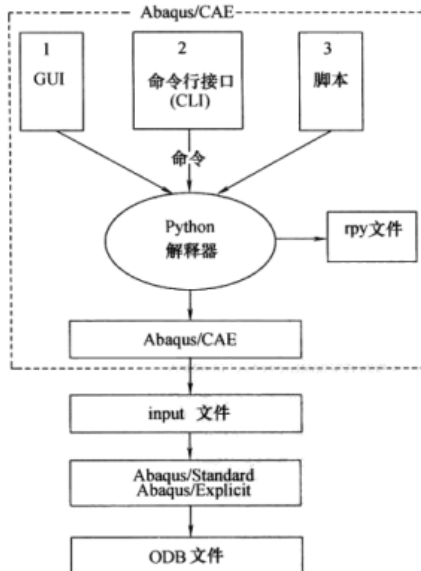 Abaqus/CAE
1
GUI
2
命令行接口
(CLI)
3
脚本
命令
Python
解释器
rpy文件
Abaqus/CAE
input 文件
Abaqus/Standard
Abaqus/Explicit
ODB 文件